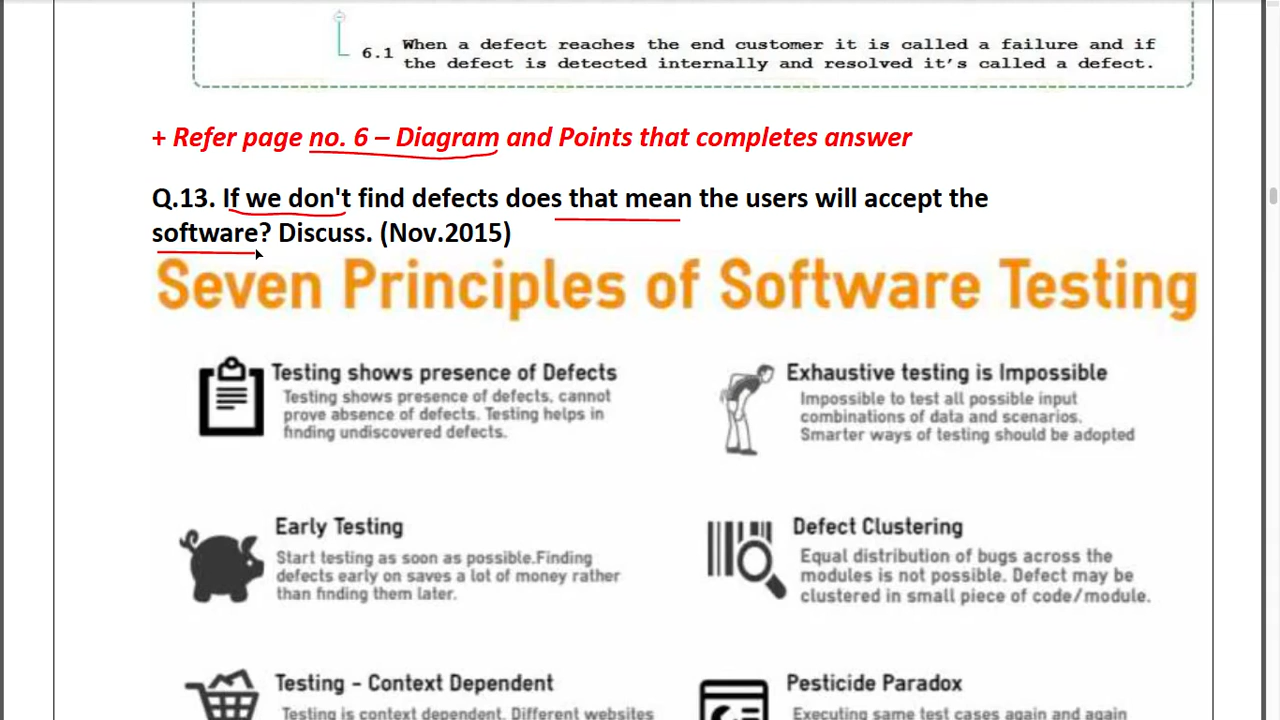 6.1 When a defect reaches the end customer it is called a failure and if
the defect is detected internally and resolved it's called a defect.
+ Refer page no. 6 – Diagram and Points that completes answer
Q.13. If we don't find defects does that mean the users will accept the
software? Discuss. (Nov.2015)
Seven Principles of Software Testing
Testing shows presence of Defects
Testing shows presence of defects, cannot
prove absence of defects. Testing helps in
finding undiscovered defects.
Exhaustive testing is Impossible
Impossible to test all possible input
combinations of data and scenarios.
Smarter ways of testing should be adopted
Early Testing
Start testing as soon as possible.Finding
defects early on saves a lot of money rather
than finding them later.
Defect Clustering
Equal distribution of bugs across the
modules is not possible. Defect may be
clustered in small piece of code/module.
Testing - Context Dependent
Testing is context dependent. Different websites
Pesticide Paradox
Executing same test cases again and again